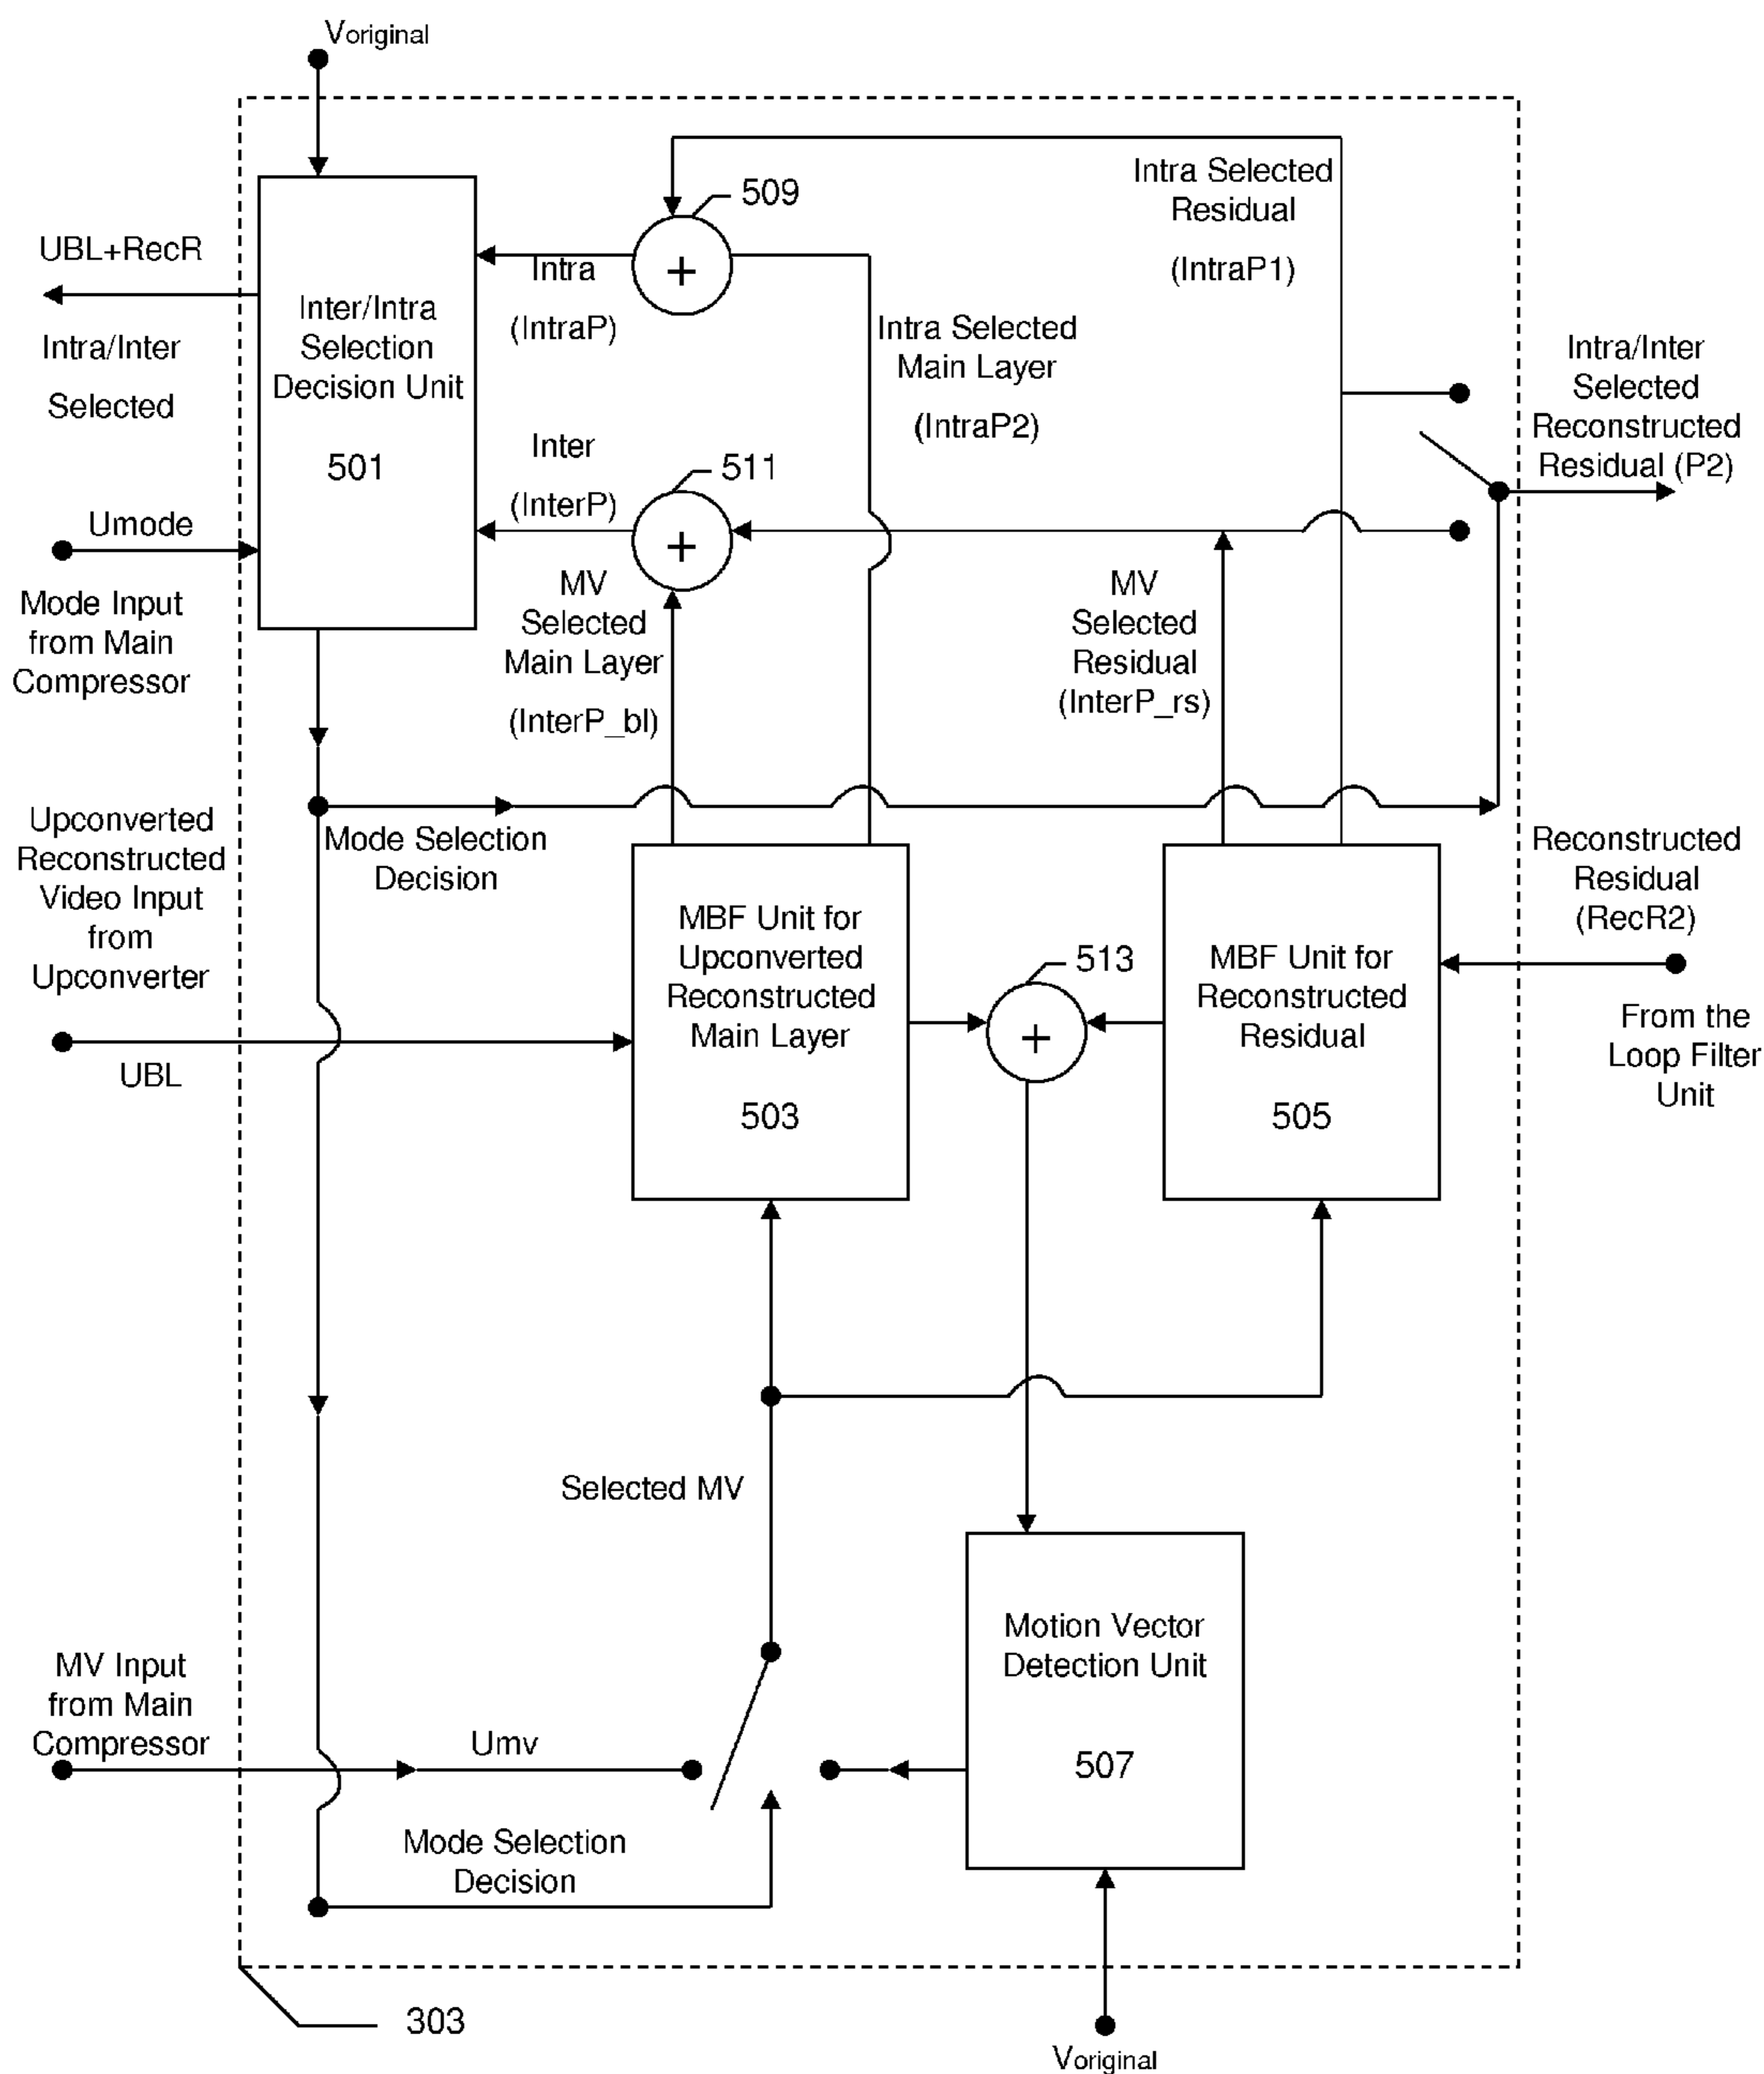 Voriginal
509
Intra Selected
Residual
(IntraP1)
UBL+RecR
Intra/Inter
Selected
Inter/Intra
Selection
Decision Unit
501
Intra
(IntraP)
+
Intra Selected
Main Layer
(IntraP2)
Intra/Inter
Selected
Reconstructed
Residual (P2)
Inter
(InterP)
511
+
Umode
Mode Input
from Main
Compressor
MV
Selected
Main Layer
(InterP_bl)
MV
Selected
Residual
(InterP_rs)
Upconverted
Reconstructed
Video Input
from
Upconverter
UBL
Mode Selection
Decision
MBF Unit for
Upconverted
Reconstructed
Main Layer
503
513
+
MBF Unit for
Reconstructed
Residual
505
Reconstructed
Residual
(RecR2)
From the
Loop Filter
Unit
Selected MV
Motion Vector
Detection Unit
507
MV Input
from Main
Compressor
Umv
Mode Selection
Decision
303
Voriginal